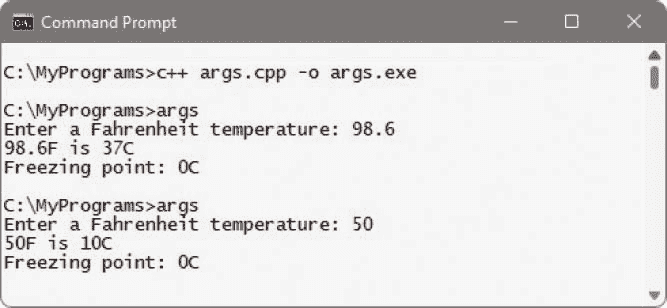 Command Prompt
C:\MyPrograms>c++ args.cpp -o args.exe
C:\MyPrograms>args
Enter a Fahrenheit temperature: 98.6
98.6F is 37C
Freezing point: 0C
C:\MyPrograms>args
Enter a Fahrenheit temperature: 50
50F is 10C
Freezing point: 0C